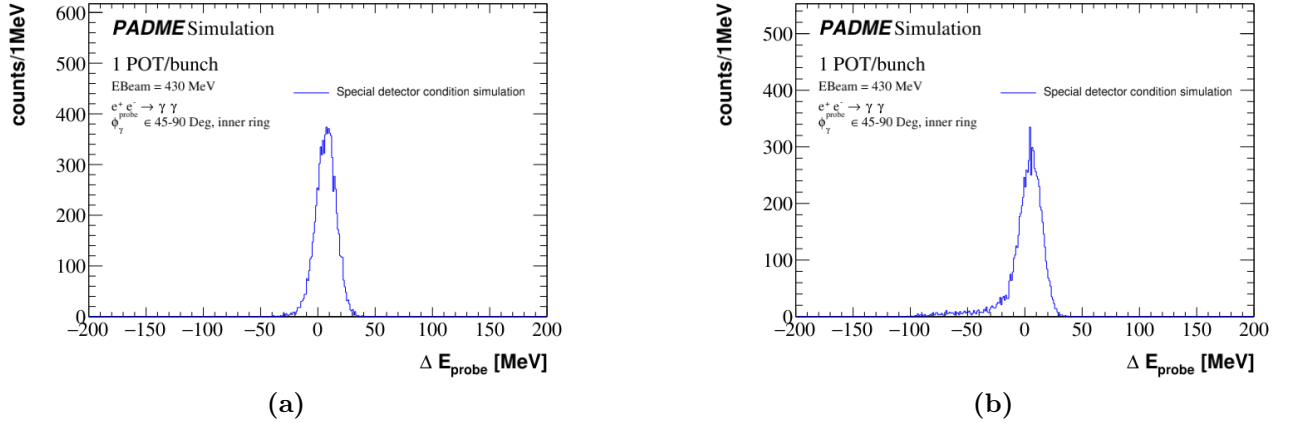 counts/1MeV
600
500
400
300
200
100
0
PADME Simulation
1 POT/bunch
EBeam = 430 MeV
e⁺ e⁻ → γ γ
ϕ_γ^probe ∈ 45-90 Deg, inner ring
Special detector condition simulation
−200 −150 −100 −50 0 50 100 150 200
Δ E_probe [MeV]
(a)
counts/1MeV
500
400
300
200
100
0
PADME Simulation
1 POT/bunch
EBeam = 430 MeV
e⁺ e⁻ → γ γ
ϕ_γ^probe ∈ 45-90 Deg, inner ring
Special detector condition simulation
−200 −150 −100 −50 0 50 100 150 200
Δ E_probe [MeV]
(b)